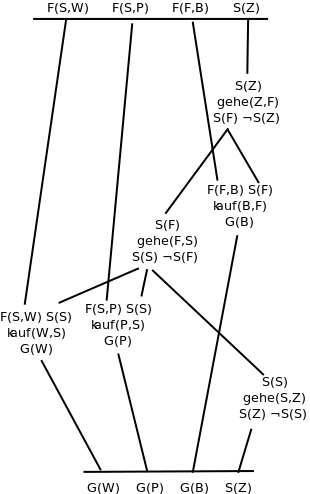 F(S,W) F(S,P) F(F,B) S(Z)
S(Z)
gehe(Z,F)
S(F) ¬S(Z)
F(F,B) S(F)
kauf(B,F)
G(B)
S(F)
gehe(F,S)
S(S) ¬S(F)
F(S,W) S(S)
kauf(W,S)
G(W)
F(S,P) S(S)
kauf(P,S)
G(P)
S(S)
gehe(S,Z)
S(Z) ¬S(S)
G(W) G(P) G(B) S(Z)